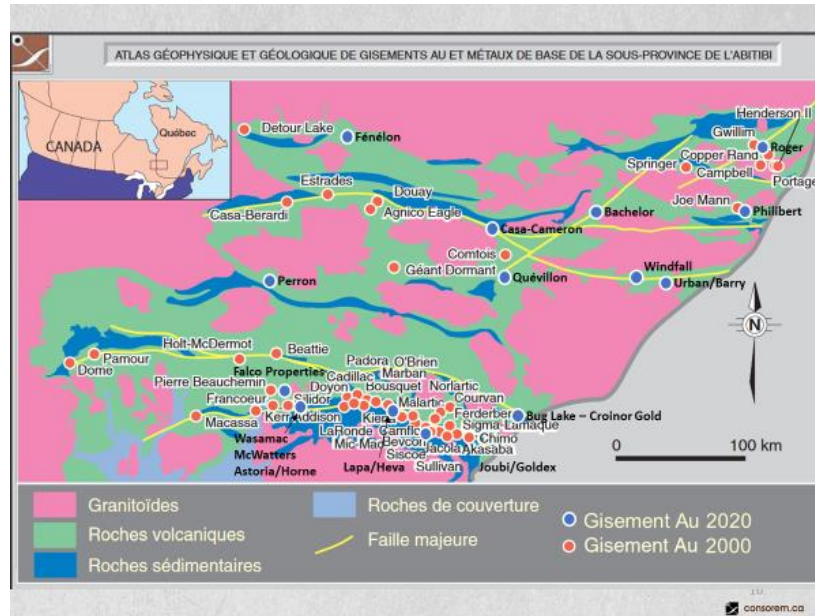 ATLAS GÉOPHYSIQUE ET GÉOLOGIQUE DE GISEMENTS AU ET MÉTAUX DE BASE DE LA SOUS-PROVINCE DE L'ABITIBI
CANADA
Québec
Detour Lake
Fénélon
Henderson II
Gwillim
Roger
Copper Rand
Springer
Campbell
Portage
Estrades
Douay
Casa-Berardi
Agnico Eagle
Joe Mann
Philibert
Bachelor
Casa-Cameron
Comtois
Géant Dormant
Quévillon
Windfall
Urban/Barry
Perron
N
Holt-McDermot
Beattie
Pamour
Dome
Falco Properties
Padora
O'Brien
Marban
Pierre Beauchemin
Cadillac
Doyon
Bousquet
Norlartic
Courvan
Francoeur
Silidor
Malartic
Ferderber
Bug Lake – Croinor Gold
Macassa
Kerr Addison
Kiena
Sigma-Lamaque
LaRonde
Camflo
Chimo
Wasamac
Mic-Mac
Bevcon
Jacola
Akasaba
McWatters
Siscoe
Astoria/Horne
Lapa/Heva
Sullivan
Joubi/Goldex
0
100 km
Granitoïdes
Roches de couverture
Gisement Au 2020
Roches volcaniques
Faille majeure
Gisement Au 2000
Roches sédimentaires
consorem.ca